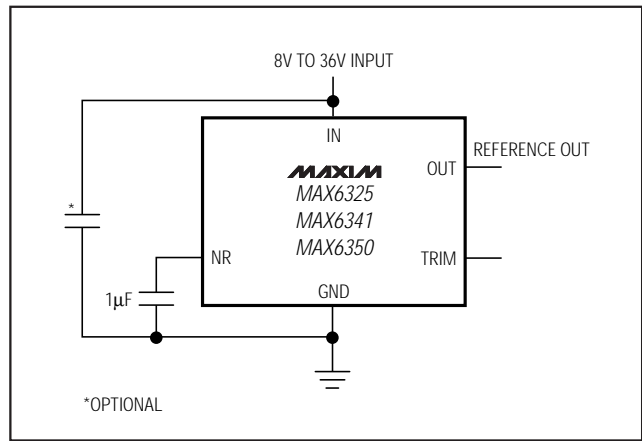 8V TO 36V INPUT
IN
REFERENCE OUT
OUT
MAXIM
MAX6325
MAX6341
MAX6350
*
NR
TRIM
1μF
GND
*OPTIONAL